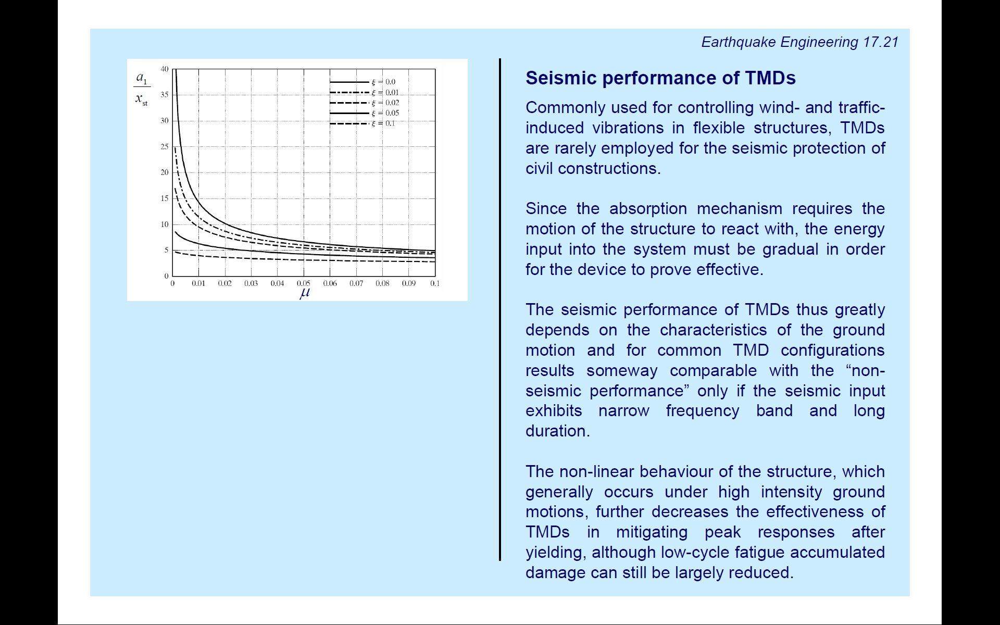 Earthquake Engineering 17.21
a1
xst
40
35
30
25
20
15
10
5
0
ξ = 0.0
ξ = 0.01
ξ = 0.02
ξ = 0.05
ξ = 0.1
0 0.01 0.02 0.03 0.04 0.05 0.06 0.07 0.08 0.09 0.1
μ
Seismic performance of TMDs
Commonly used for controlling wind- and traffic-
induced vibrations in flexible structures, TMDs
are rarely employed for the seismic protection of
civil constructions.
Since the absorption mechanism requires the
motion of the structure to react with, the energy
input into the system must be gradual in order
for the device to prove effective.
The seismic performance of TMDs thus greatly
depends on the characteristics of the ground
motion and for common TMD configurations
results someway comparable with the “non-
seismic performance” only if the seismic input
exhibits narrow frequency band and long
duration.
The non-linear behaviour of the structure, which
generally occurs under high intensity ground
motions, further decreases the effectiveness of
TMDs in mitigating peak responses after
yielding, although low-cycle fatigue accumulated
damage can still be largely reduced.